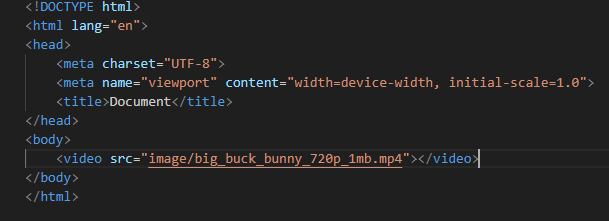 <!DOCTYPE html>
<html lang="en">
<head>
    <meta charset="UTF-8">
    <meta name="viewport" content="width=device-width, initial-scale=1.0">
    <title>Document</title>
</head>
<body>
    <video src="image/big_buck_bunny_720p_1mb.mp4"></video>
</body>
</html>